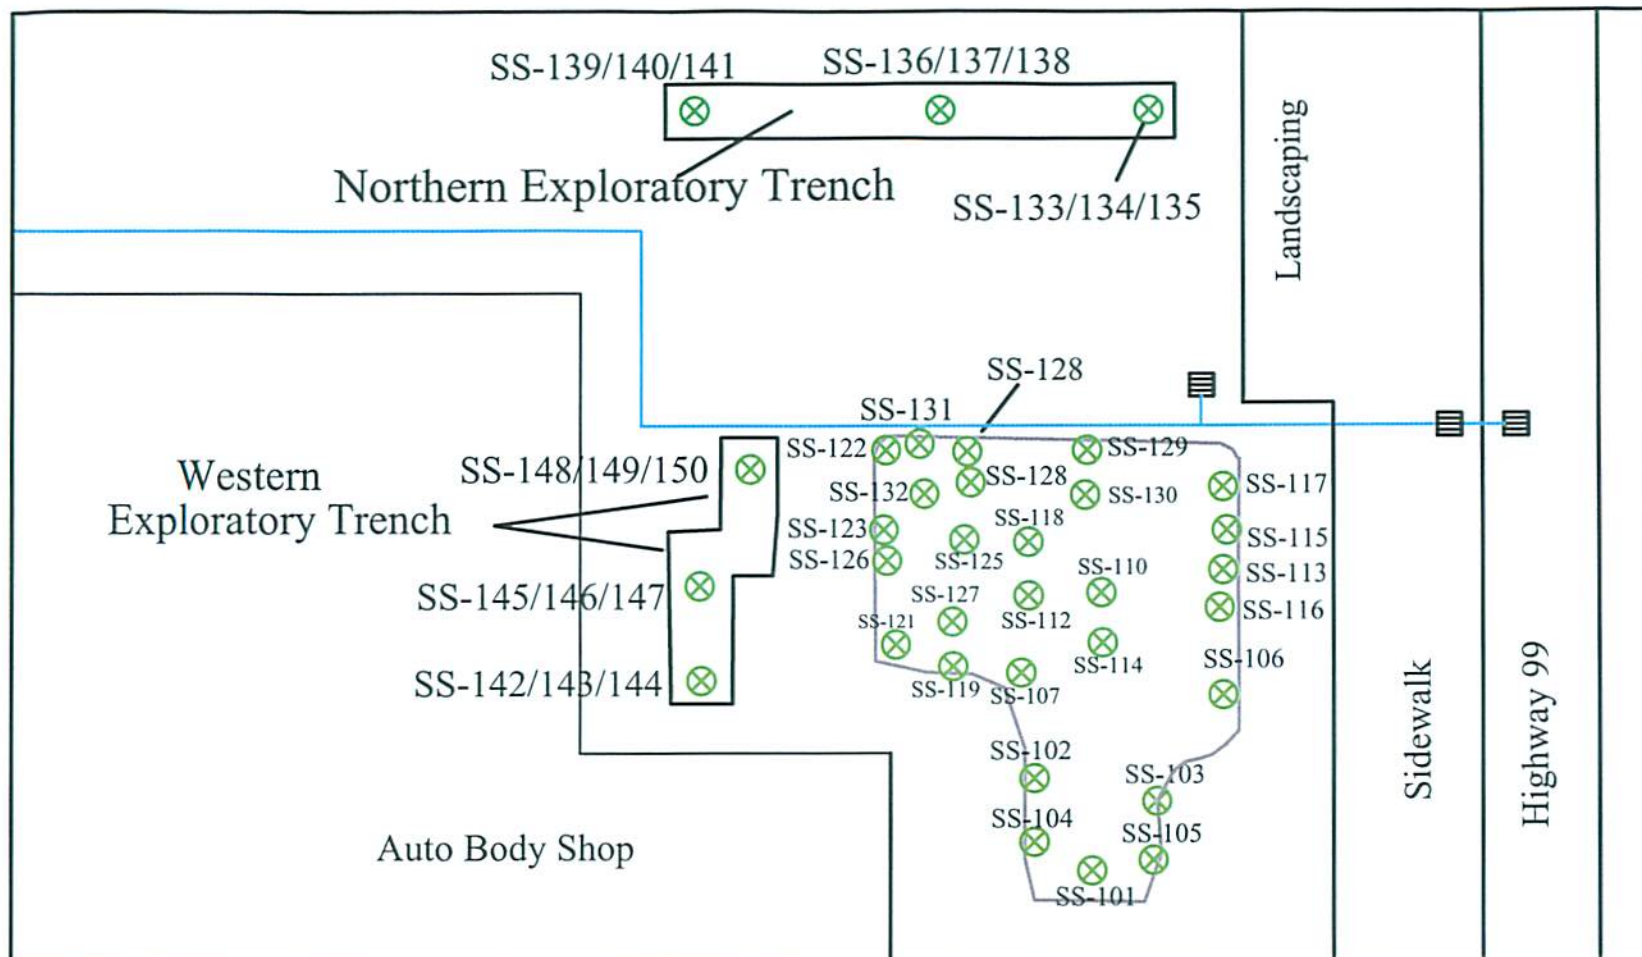 SS-139/140/141
SS-136/137/138
Northern Exploratory Trench
SS-133/134/135
Landscaping
SS-128
SS-131
SS-122
SS-129
Western
Exploratory Trench
SS-148/149/150
SS-132
SS-128
SS-130
SS-117
SS-123
SS-118
SS-115
SS-126
SS-125
SS-110
SS-113
SS-145/146/147
SS-127
SS-112
SS-116
SS-121
SS-114
SS-106
SS-142/143/144
SS-119
SS-107
SS-102
SS-103
SS-104
SS-105
SS-101
Auto Body Shop
Sidewalk
Highway 99